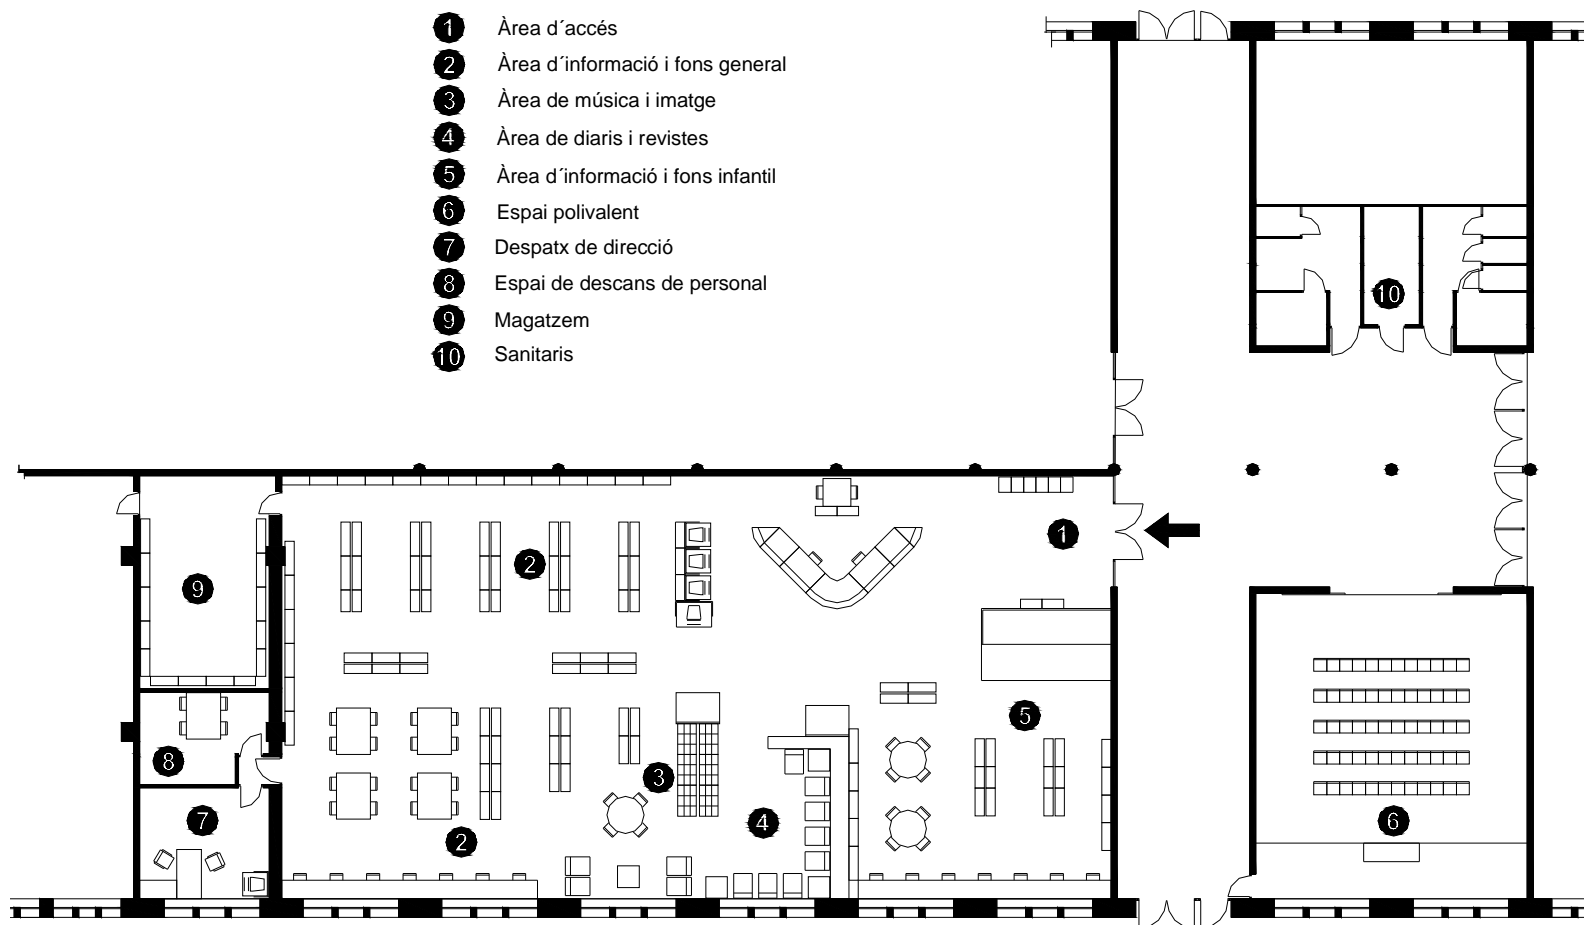 1 Àrea d´accés
2 Àrea d´informació i fons general
3 Àrea de música i imatge
4 Àrea de diaris i revistes
5 Àrea d´informació i fons infantil
6 Espai polivalent
7 Despatx de direcció
8 Espai de descans de personal
9 Magatzem
10 Sanitaris
10
1
2
9
5
8
3
7
4
6
2